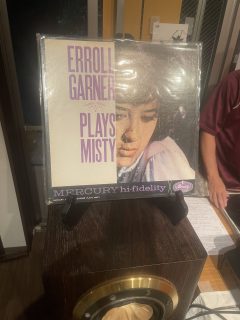 ERROLL
GARNER
PLAYS
MISTY
MERCURY hi-fidelity